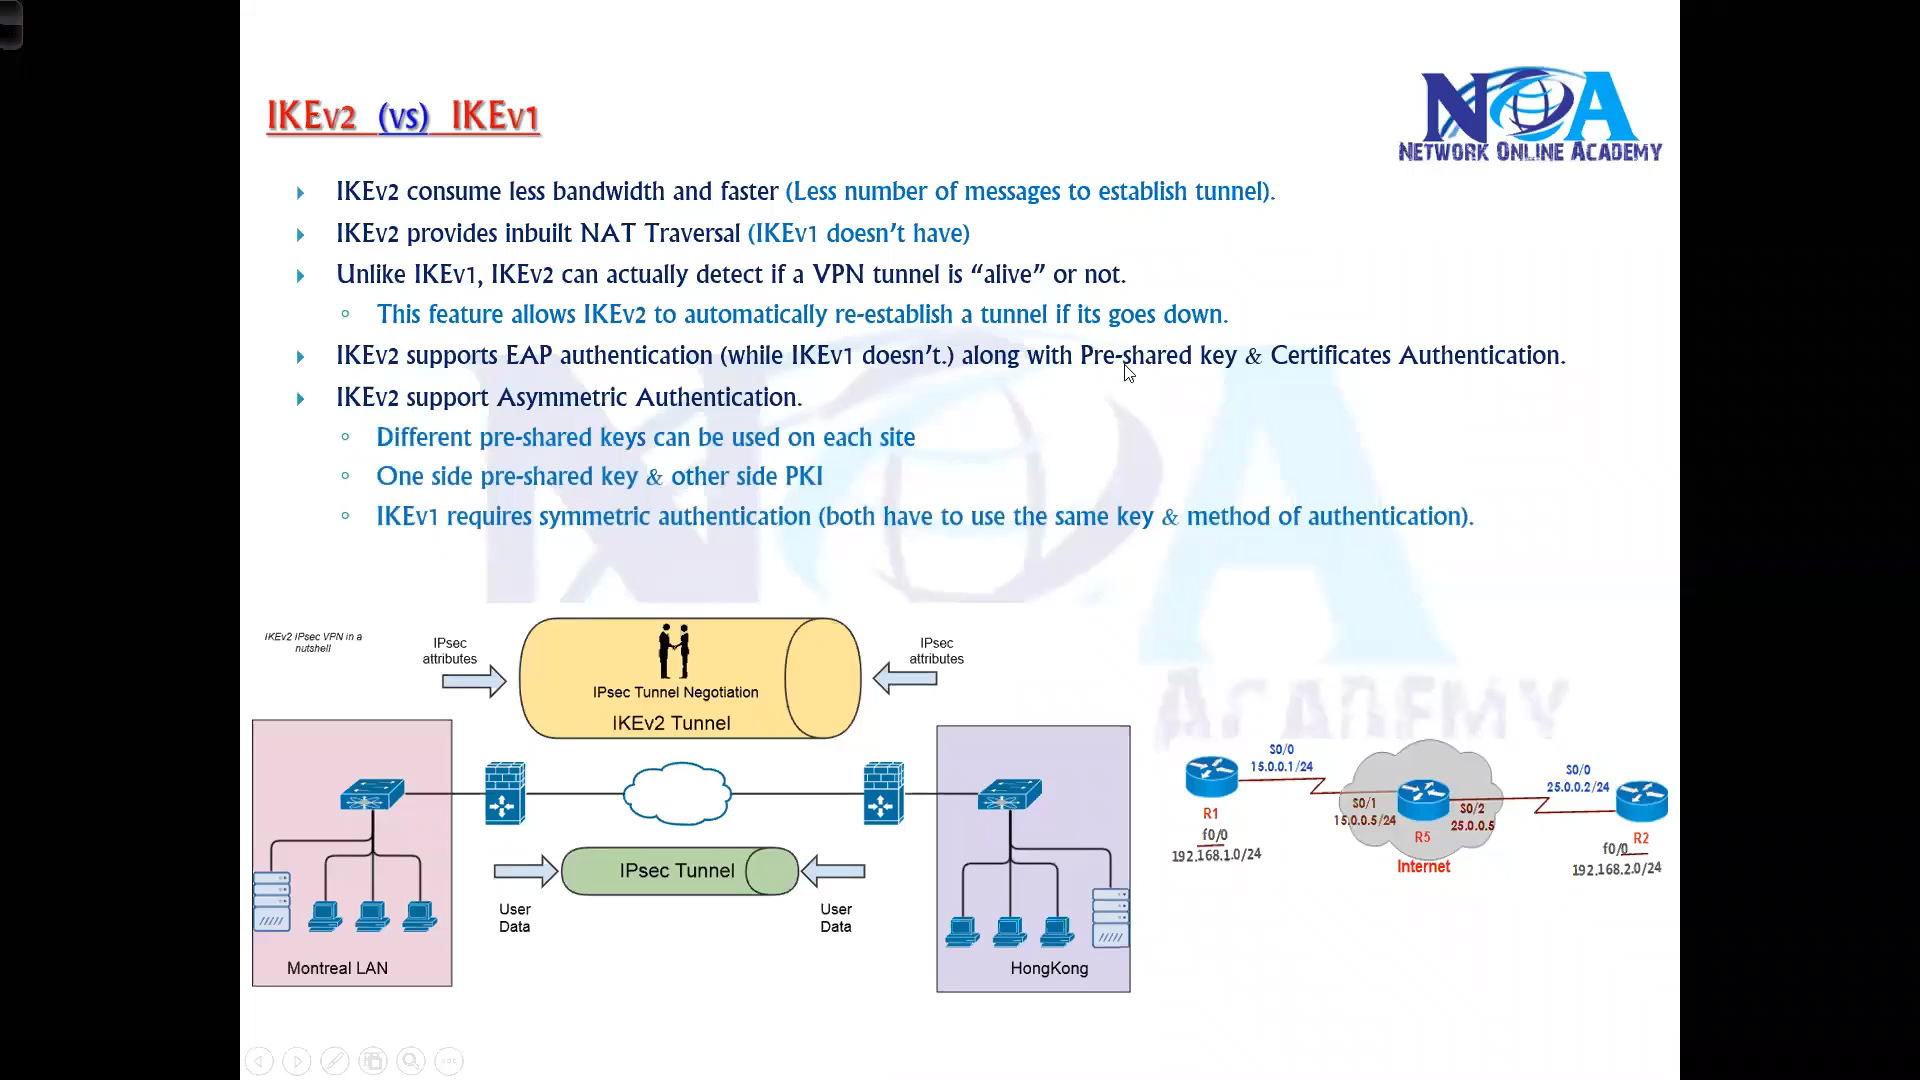 IKEv2 (vs) IKEv1
NOA
Network Online Academy
IKEv2 consume less bandwidth and faster (Less number of messages to establish tunnel).
IKEv2 provides inbuilt NAT Traversal (IKEv1 doesn't have)
Unlike IKEv1, IKEv2 can actually detect if a VPN tunnel is “alive” or not.
This feature allows IKEv2 to automatically re-establish a tunnel if its goes down.
IKEv2 supports EAP authentication (while IKEv1 doesn't.) along with Pre-shared key & Certificates Authentication.
IKEv2 support Asymmetric Authentication.
Different pre-shared keys can be used on each site
One side pre-shared key & other side PKI
IKEv1 requires symmetric authentication (both have to use the same key & method of authentication).
NOA
Academy
IKEv2 IPsec VPN in a
nutshell
IPsec
attributes
IPsec Tunnel Negotiation
IKEv2 Tunnel
IPsec
attributes
IPsec Tunnel
User
Data
User
Data
Montreal LAN
HongKong
S0/0
15.0.0.1/24
R1
f0/0
192.168.1.0/24
S0/1
15.0.0.5/24
R5
Internet
S0/2
25.0.0.5
S0/0
25.0.0.2/24
R2
f0/0
192.168.2.0/24